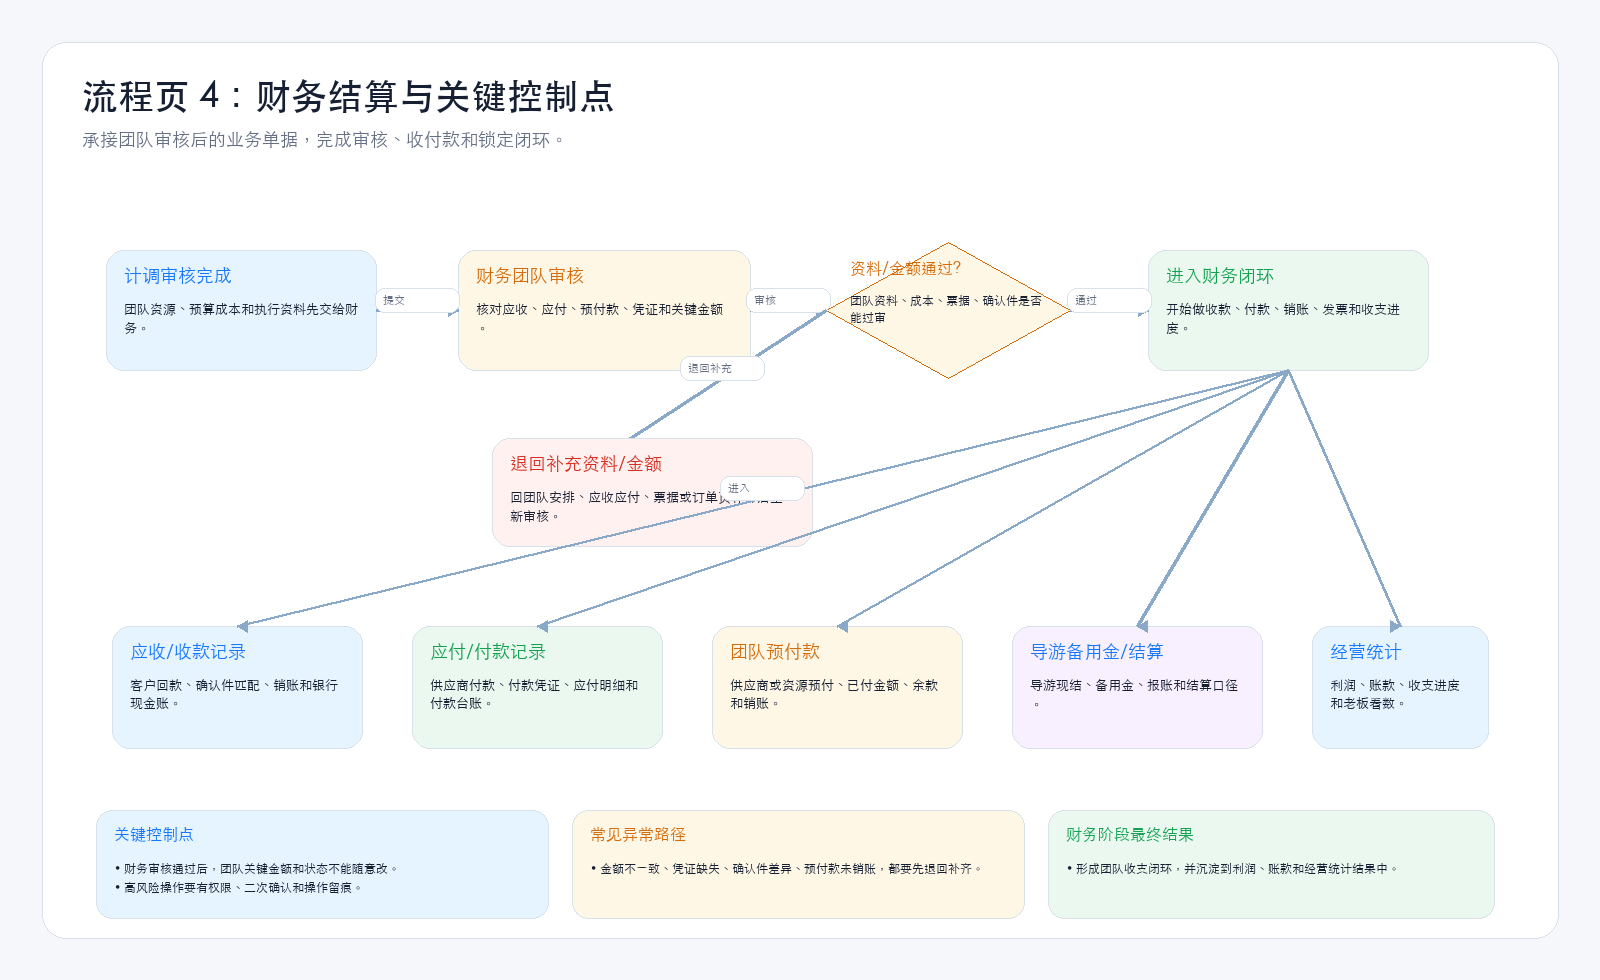 流程页 4：财务结算与关键控制点
承接团队审核后的业务单据，完成审核、收付款和锁定闭环。
计调审核完成
团队资源、预算成本和执行资料先交给财
务。
提交
财务团队审核
核对应收、应付、预付款、凭证和关键金额
。
审核
资料/金额通过？
团队资料、成本、票据、确认件是否
能过审
通过
进入财务闭环
开始做收款、付款、销账、发票和收支进
度。
退回补充
退回补充资料/金额
回团队安排、应收应付、票据或订单
新审核。
进入
应收/收款记录
客户回款、确认件匹配、销账和银行
现金账。
应付/付款记录
供应商付款、付款凭证、应付明细和
付款台账。
团队预付款
供应商或资源预付、已付金额、余款
和销账。
导游备用金/结算
导游现结、备用金、报账和结算口径
。
经营统计
利润、账款、收支进度
和老板看数。
关键控制点
• 财务审核通过后，团队关键金额和状态不能随意改。
• 高风险操作要有权限、二次确认和操作留痕。
常见异常路径
• 金额不一致、凭证缺失、确认件差异、预付款未销账，都要先退回补齐。
财务阶段最终结果
• 形成团队收支闭环，并沉淀到利润、账款和经营统计结果中。